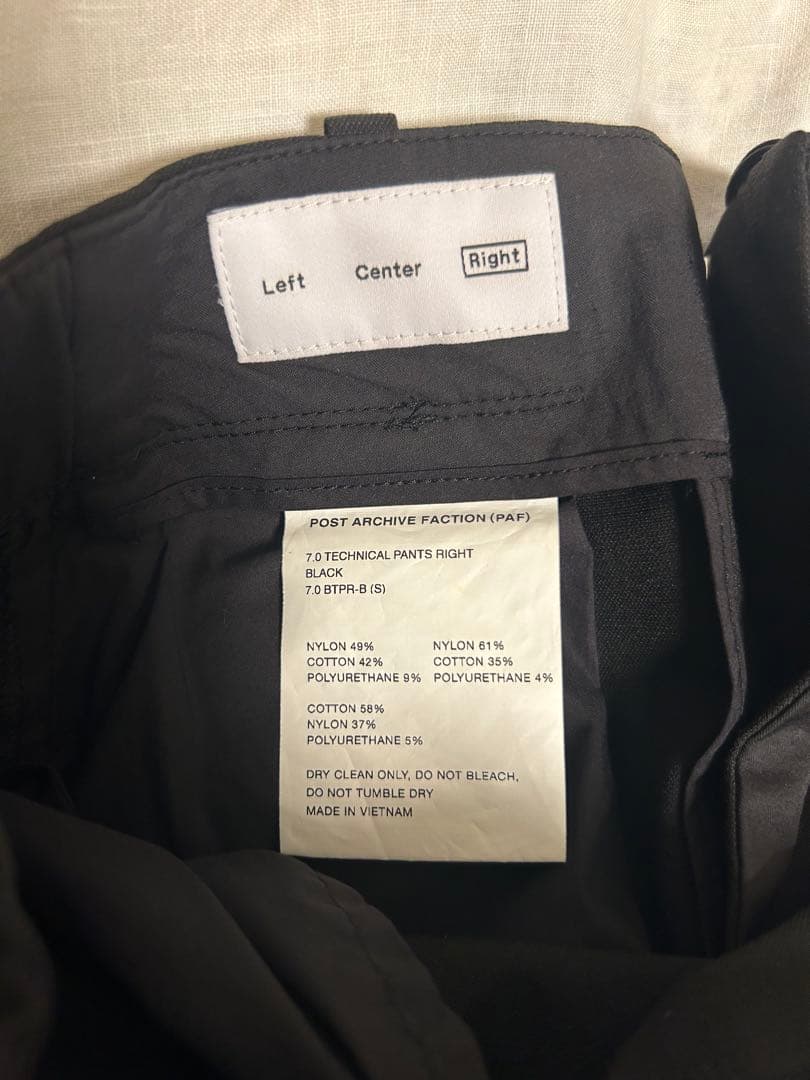 Left Center Right
POST ARCHIVE FACTION (PAF)
7.0 TECHNICAL PANTS RIGHT
BLACK
7.0 BTPR-B (S)
NYLON 49% NYLON 61%
COTTON 42% COTTON 35%
POLYURETHANE 9% POLYURETHANE 4%
COTTON 58%
NYLON 37%
POLYURETHANE 5%
DRY CLEAN ONLY, DO NOT BLEACH,
DO NOT TUMBLE DRY
MADE IN VIETNAM